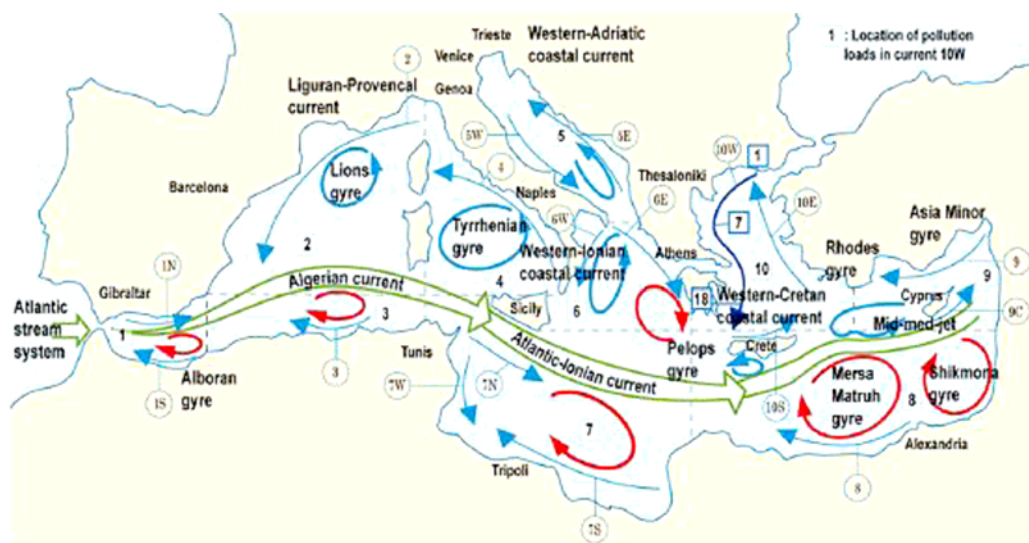 Trieste
Venice
Genoa
Western-Adriatic
coastal current
1 : Location of pollution
loads in current 10W
Liguran-Provencal
current
2
5W
5
5E
4
Thessaloniki
10W
1
Barcelona
Lions
gyre
Naples
6W
6E
7
10E
Asia Minor
gyre
Tyrrhenian
gyre
Western-Ionian
coastal current
Athens
Rhodes
gyre
9
9
2
1N
Gibraltar
Algerian current
4
Sicily
6
18
10
Western-Cretan
coastal current
Cyprus
9C
Mid-med-jet
Atlantic
stream
system
1
3
Tunis
Atlantic-Ionian current
Pelops
gyre
Crete
Alboran
gyre
1S
3
7W
7N
10S
Mersa
Matruh
gyre
Shikmona
gyre
8
7
Tripoli
Alexandria
7S
8